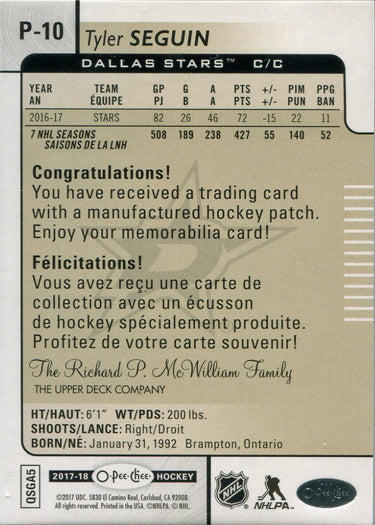 P-10 Tyler SEGUIN
DALLAS STARS™ C/C
YEAR TEAM GP G A PTS +/- PIM PPG
AN ÉQUIPE PJ B A PTS +/- PUN BAN
2016-17 STARS 82 26 46 72 -15 22 11
7 NHL SEASONS 508 189 238 427 55 140 52
SAISONS DE LA LNH
Congratulations!
You have received a trading card
with a manufactured hockey patch.
Enjoy your memorabilia card!
Félicitations!
Vous avez reçu une carte de
collection avec un écusson
de hockey spécialement produite.
Profitez de votre carte souvenir!
The Richard P. McWilliam Family
THE UPPER DECK COMPANY
HT/HAUT: 6'1" WT/PDS: 200 lbs.
SHOOTS/LANCE: Right/Droit
BORN/NÉ: January 31, 1992 Brampton, Ontario
QSGA5
2017-18 O-Pee-Chee HOCKEY
©2017 UDC. 5830 El Camino Real, Carlsbad, CA 92008.
All rights reserved. Printed in the USA. ©NHLPA. © NHL.
NHL
NHLPA